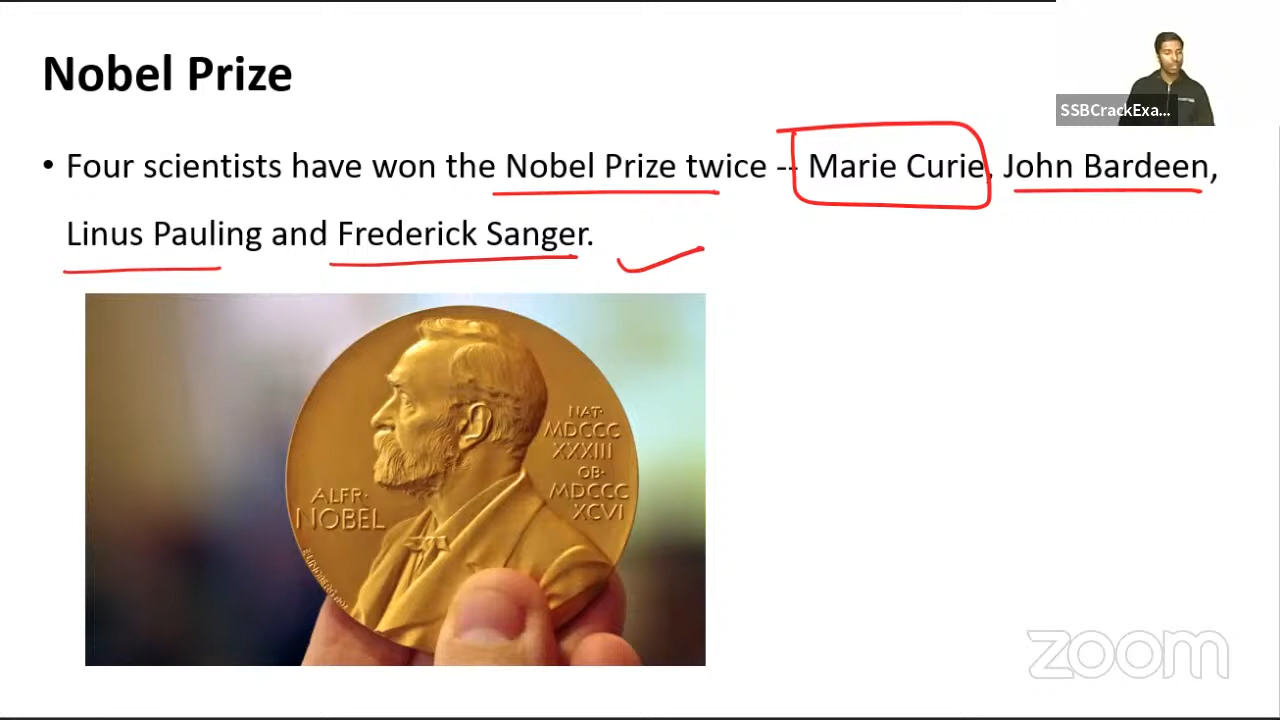 Nobel Prize
SSBCrackExa...
• Four scientists have won the Nobel Prize twice -- Marie Curie, John Bardeen,
Linus Pauling and Frederick Sanger.
NAT·
MDCCC
XXXIII
OB·
MDCCC
XCVI
ALFR·
NOBEL
zoom